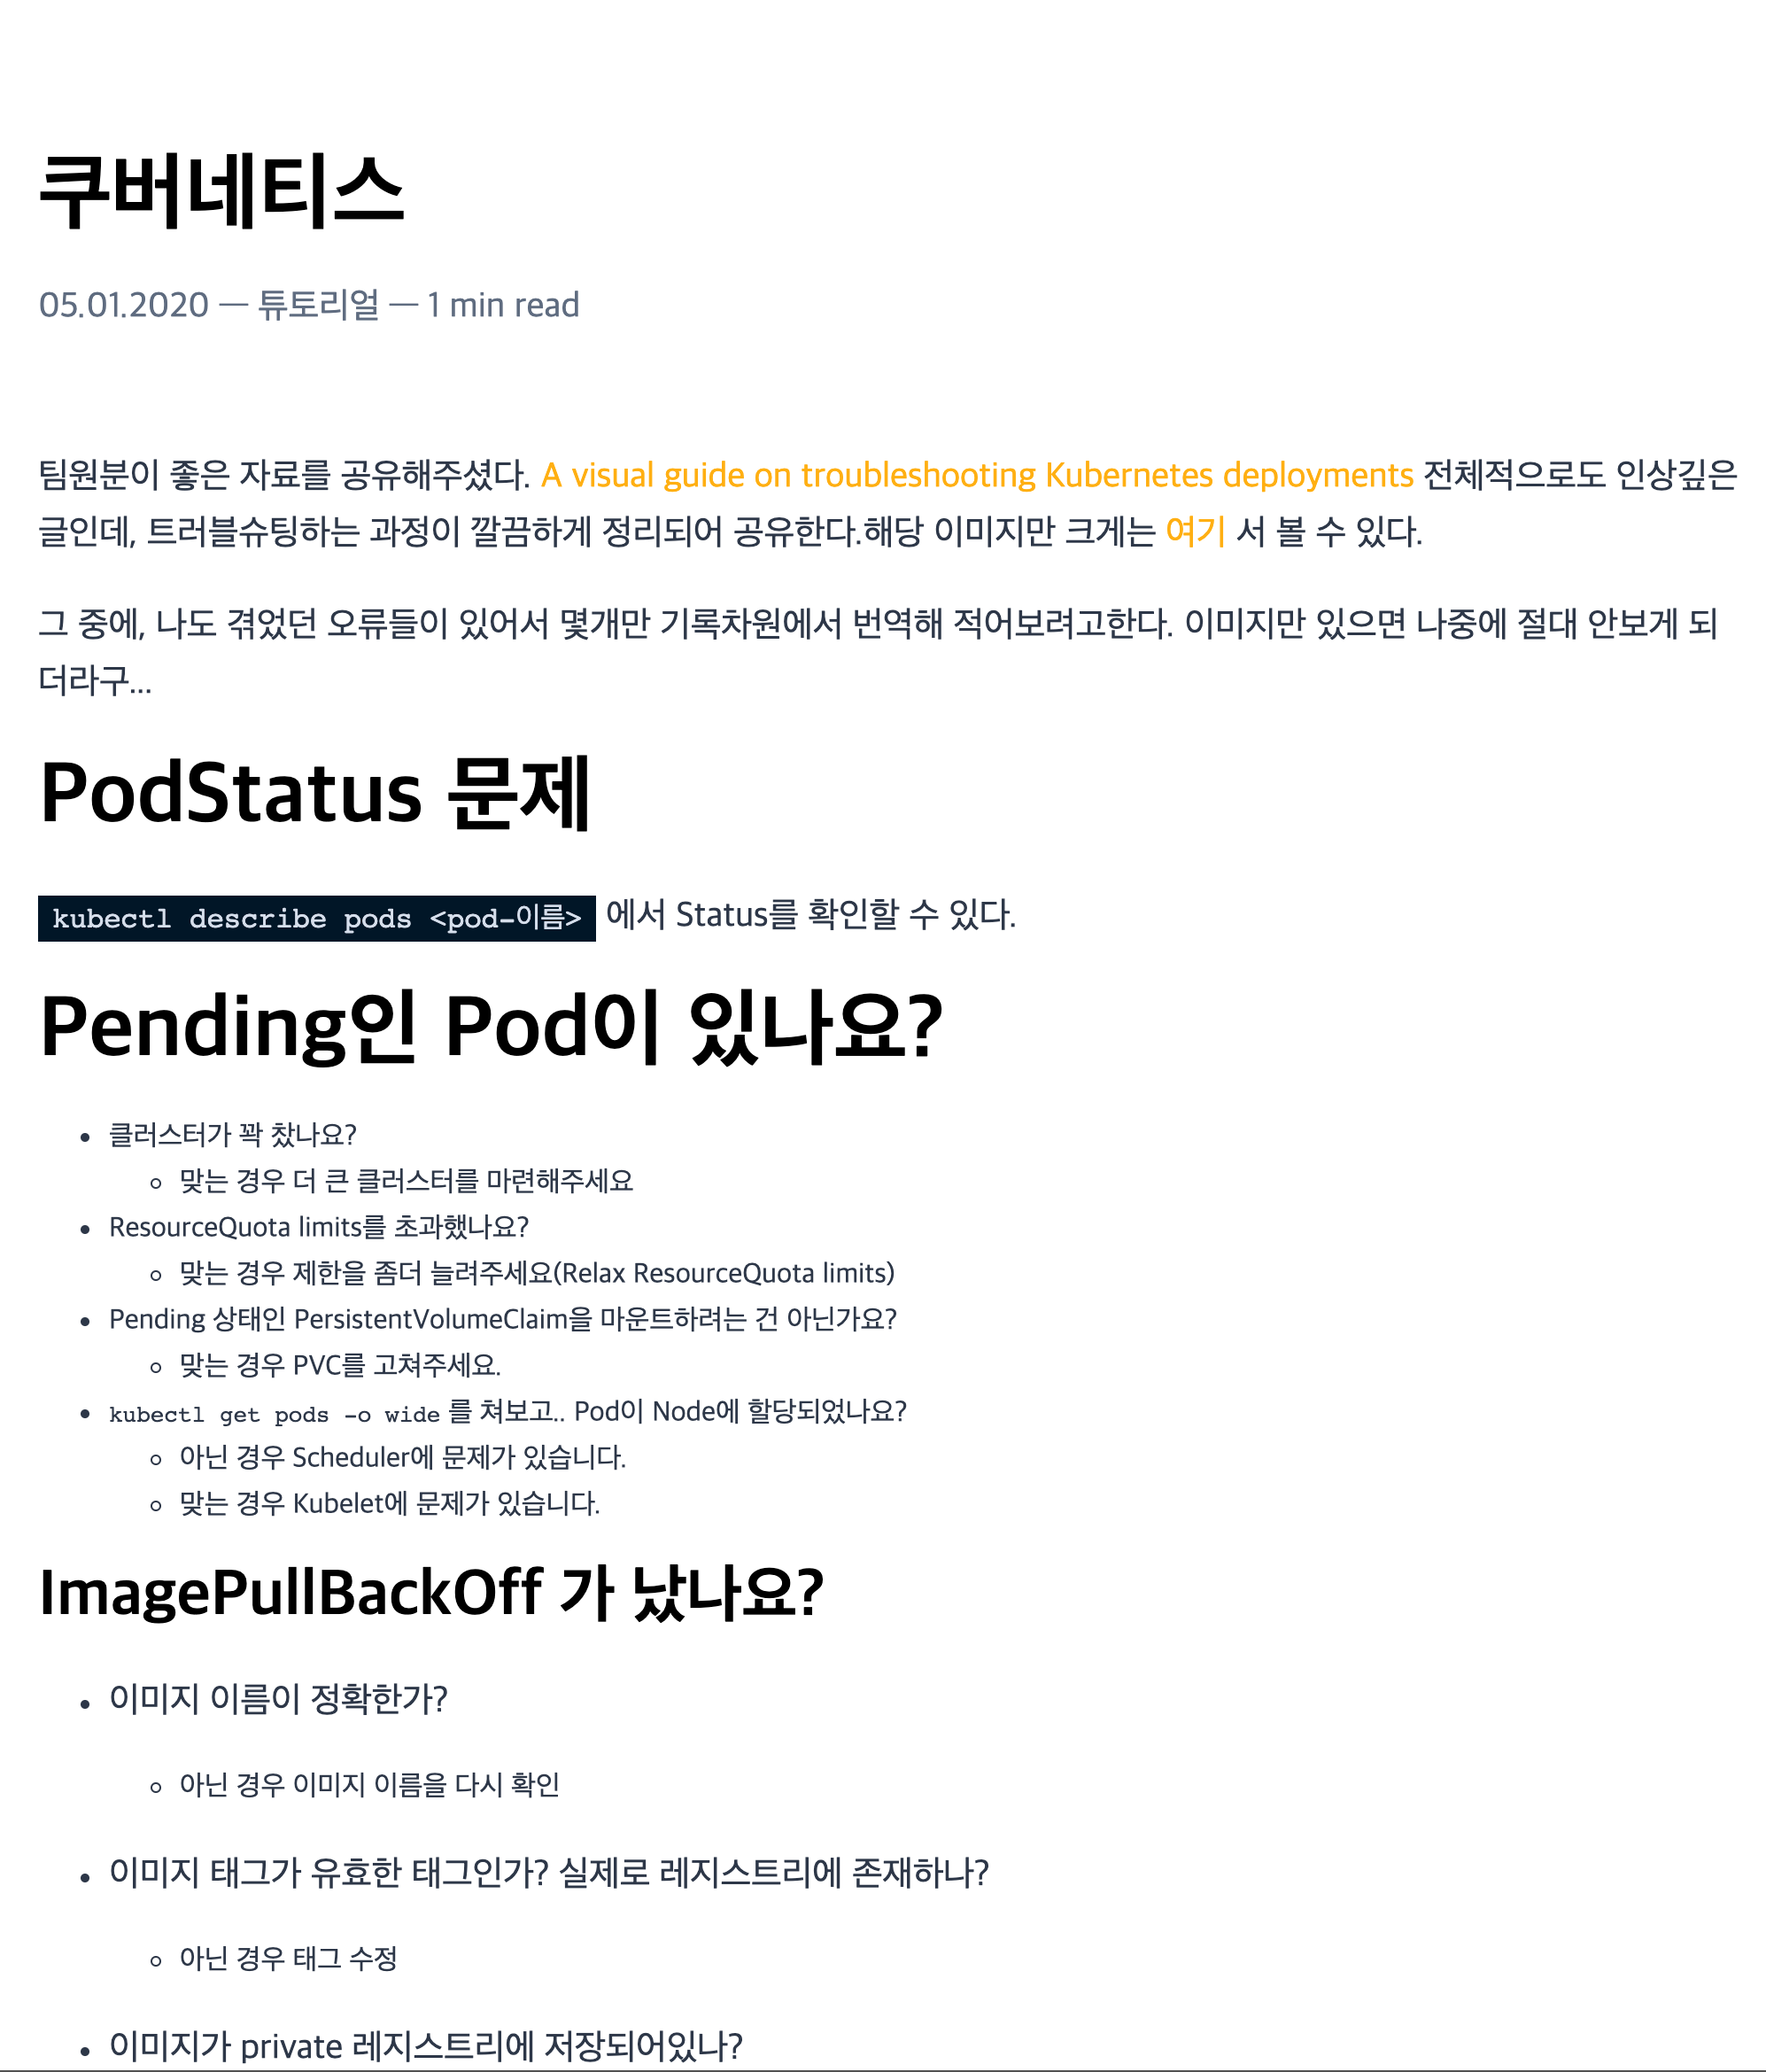 쿠버네티스
05.01.2020 — 튜토리얼 — 1 min read
팀원분이 좋은 자료를 공유해주셨다. A visual guide on troubleshooting Kubernetes deployments 전체적으로도 인상깊은
글인데, 트러블슈팅하는 과정이 깔끔하게 정리되어 공유한다.해당 이미지만 크게는 여기 서 볼 수 있다.
그 중에, 나도 겪었던 오류들이 있어서 몇개만 기록차원에서 번역해 적어보려고한다. 이미지만 있으면 나중에 절대 안보게 되
더라구...
PodStatus 문제
kubectl describe pods <pod-이름> 에서 Status를 확인할 수 있다.
Pending인 Pod이 있나요?
• 클러스터가 꽉 찼나요?
◦ 맞는 경우 더 큰 클러스터를 마련해주세요
• ResourceQuota limits를 초과했나요?
◦ 맞는 경우 제한을 좀더 늘려주세요(Relax ResourceQuota limits)
• Pending 상태인 PersistentVolumeClaim을 마운트하려는 건 아닌가요?
◦ 맞는 경우 PVC를 고쳐주세요.
• kubectl get pods -o wide 를 쳐보고.. Pod이 Node에 할당되었나요?
◦ 아닌 경우 Scheduler에 문제가 있습니다.
◦ 맞는 경우 Kubelet에 문제가 있습니다.
ImagePullBackOff 가 났나요?
• 이미지 이름이 정확한가?
◦ 아닌 경우 이미지 이름을 다시 확인
• 이미지 태그가 유효한 태그인가? 실제로 레지스트리에 존재하나?
◦ 아닌 경우 태그 수정
• 이미지가 private 레지스트리에 저장되어있나?